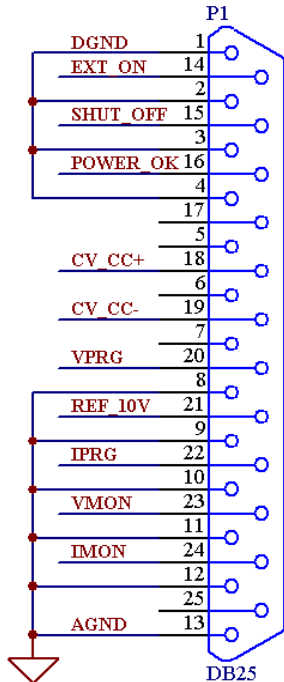 P1
DGND 1
EXT_ON 14
2
SHUT_OFF 15
3
POWER_OK 16
4
17
5
CV_CC+ 18
6
CV_CC- 19
7
VPRG 20
8
REF_10V 21
9
IPRG 22
10
VMON 23
11
IMON 24
12
25
AGND 13
DB25